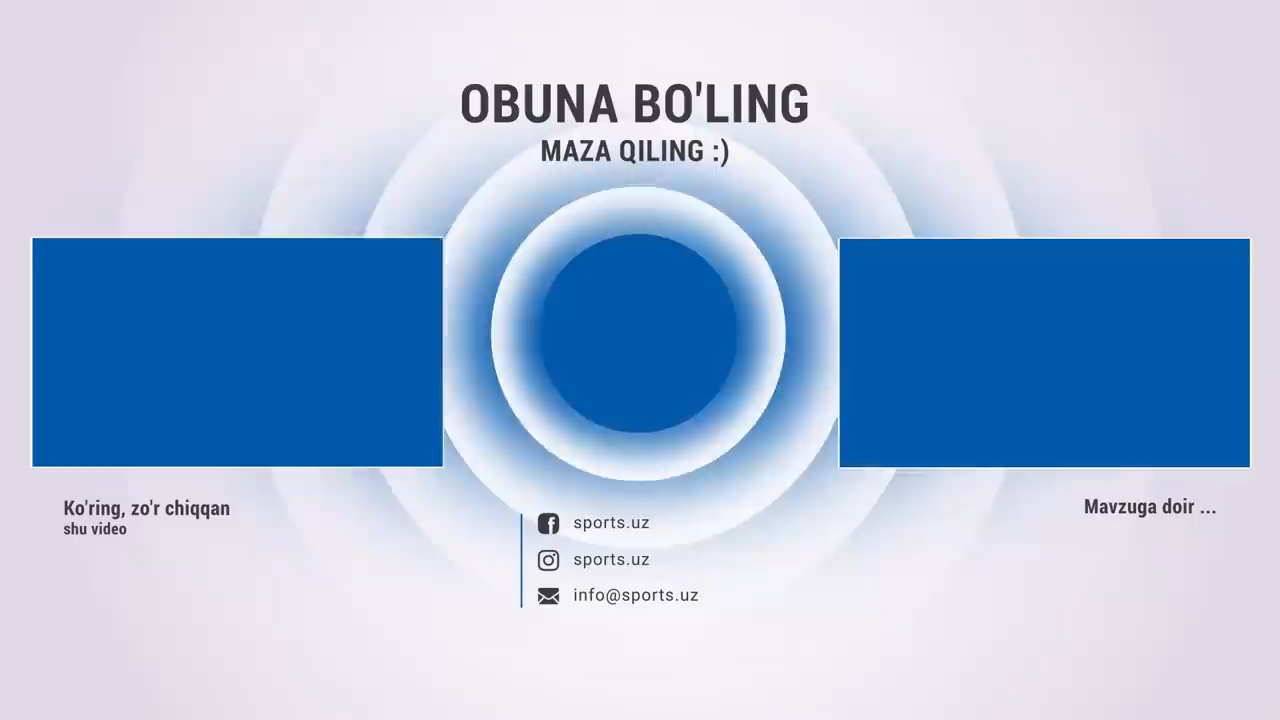 OBUNA BO'LING
MAZA QILING :)
Ko'ring, zo'r chiqqan
shu video
Mavzuga doir ...
sports.uz
sports.uz
info@sports.uz